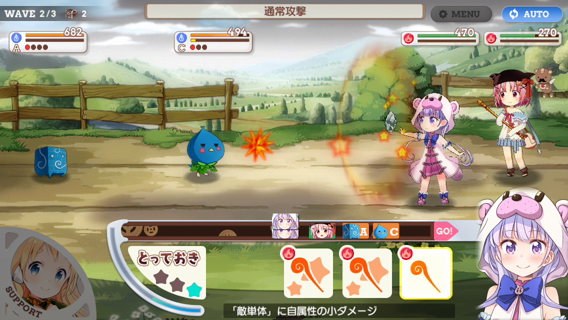 WAVE 2/3 2
通常攻撃
MENU
AUTO
682
A
494
C
470
270
A C GO!
とっておき
SUPPORT
「敵単体」に自属性の小ダメージ